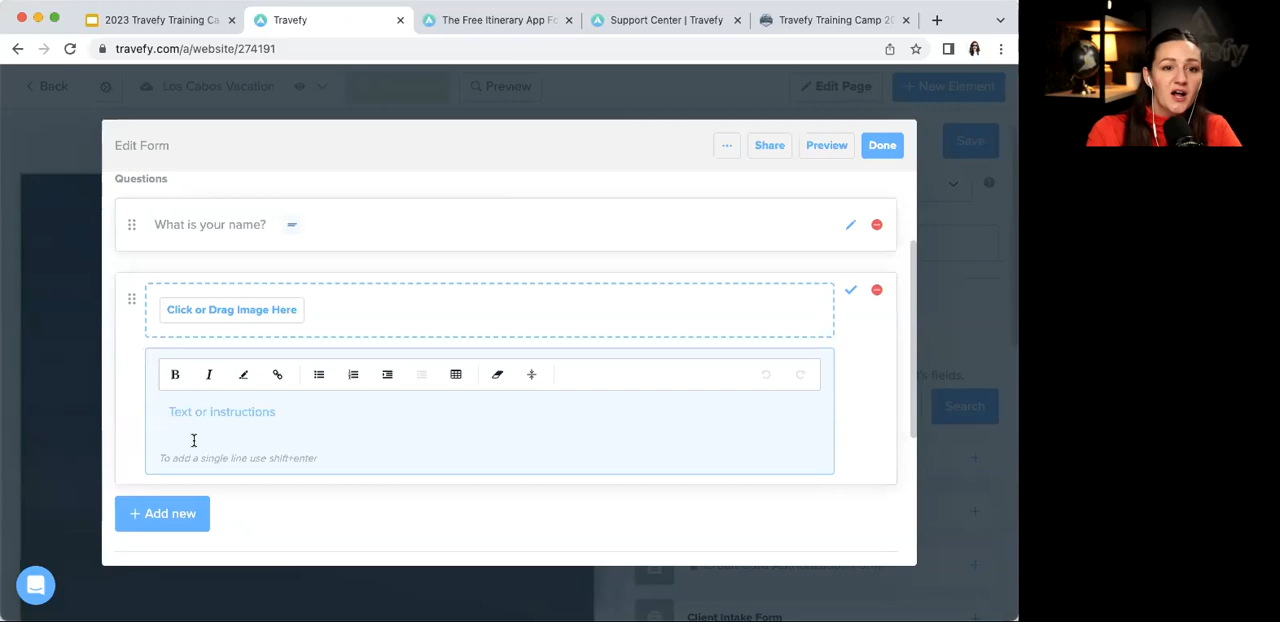 2023 Travefy Training Ca
Travefy
The Free Itinerary App Fo
Support Center | Travefy
Travefy Training Camp 20
travefy.com/a/website/274191
Back
Los Cabos Vacation
Preview
Edit Page
+ New Element
Edit Form
...
Share
Preview
Done
Save
Questions
What is your name?
Click or Drag Image Here
B I
Text or instructions
To add a single line use shift+enter
's fields.
Search
+ Add new
Client Intake Form